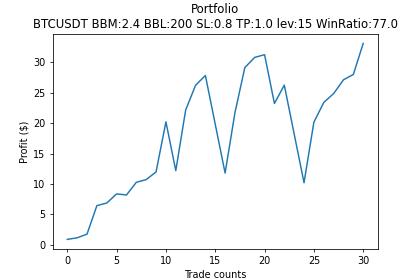 Portfolio
BTCUSDT BBM:2.4 BBL:200 SL:0.8 TP:1.0 lev:15 WinRatio:77.0
Profit ($)
30
25
20
15
10
5
0
0 5 10 15 20 25 30
Trade counts